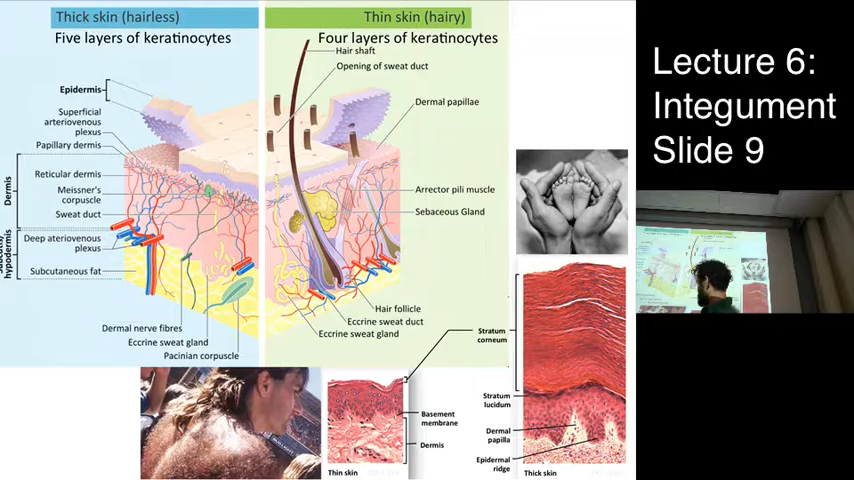 Thick skin (hairless)
Five layers of keratinocytes
Thin skin (hairy)
Four layers of keratinocytes
Hair shaft
Opening of sweat duct
Epidermis
Superficial
arteriovenous
plexus
Papillary dermis
Dermis
Reticular dermis
Meissner's
corpuscle
Sweat duct
Deep ateriovenous
plexus
hypodermis
Subcutaneous fat
Dermal nerve fibres
Eccrine sweat gland
Pacinian corpuscle
Dermal papillae
Arrector pili muscle
Sebaceous Gland
Hair follicle
Eccrine sweat duct
Eccrine sweat gland
Stratum
corneum
Stratum
lucidum
Basement
membrane
Dermal
papilla
Dermis
Epidermal
ridge
Thin skin
Thick skin
Lecture 6:
Integument
Slide 9